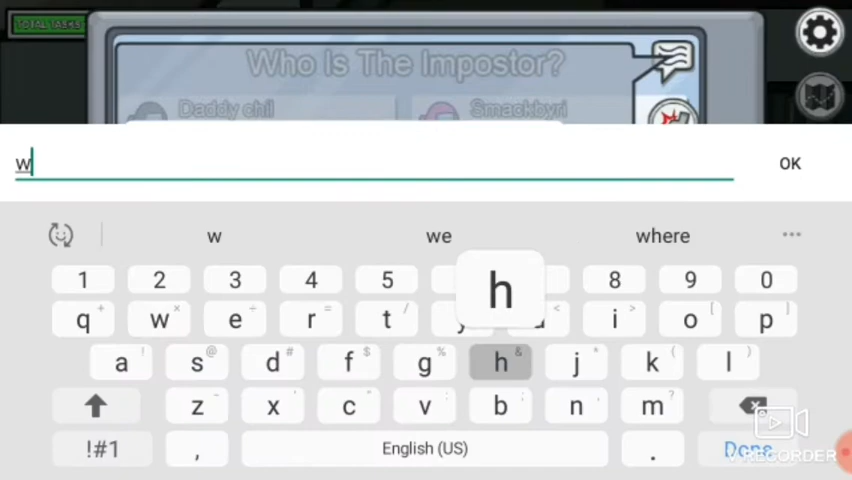 TOTAL TASKS
Who Is The Impostor?
Daddy chil
Smackbyri
w
OK
w we where ...
1 2 3 4 5 8 9 0
q + w × e ÷ r = t / y u < i > o [ p ]
a ! s @ d # f $ g % h & j * k ( l )
z - x ' c " v : b ; n , m ?
h
!#1 , English (US) . Done
V RECORDER